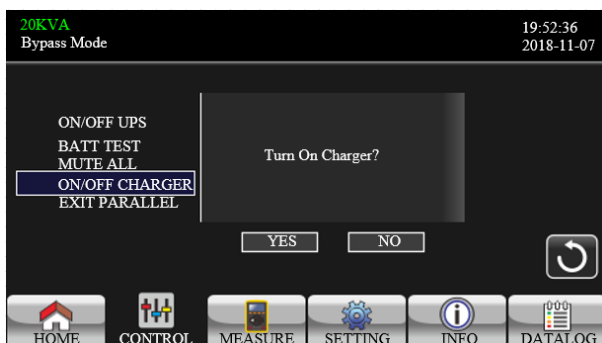 20KVA
Bypass Mode
19:52:36
2018-11-07
ON/OFF UPS
BATT TEST
MUTE ALL
ON/OFF CHARGER
EXIT PARALLEL
Turn On Charger?
YES NO
HOME CONTROL MEASURE SETTING INFO DATALOG